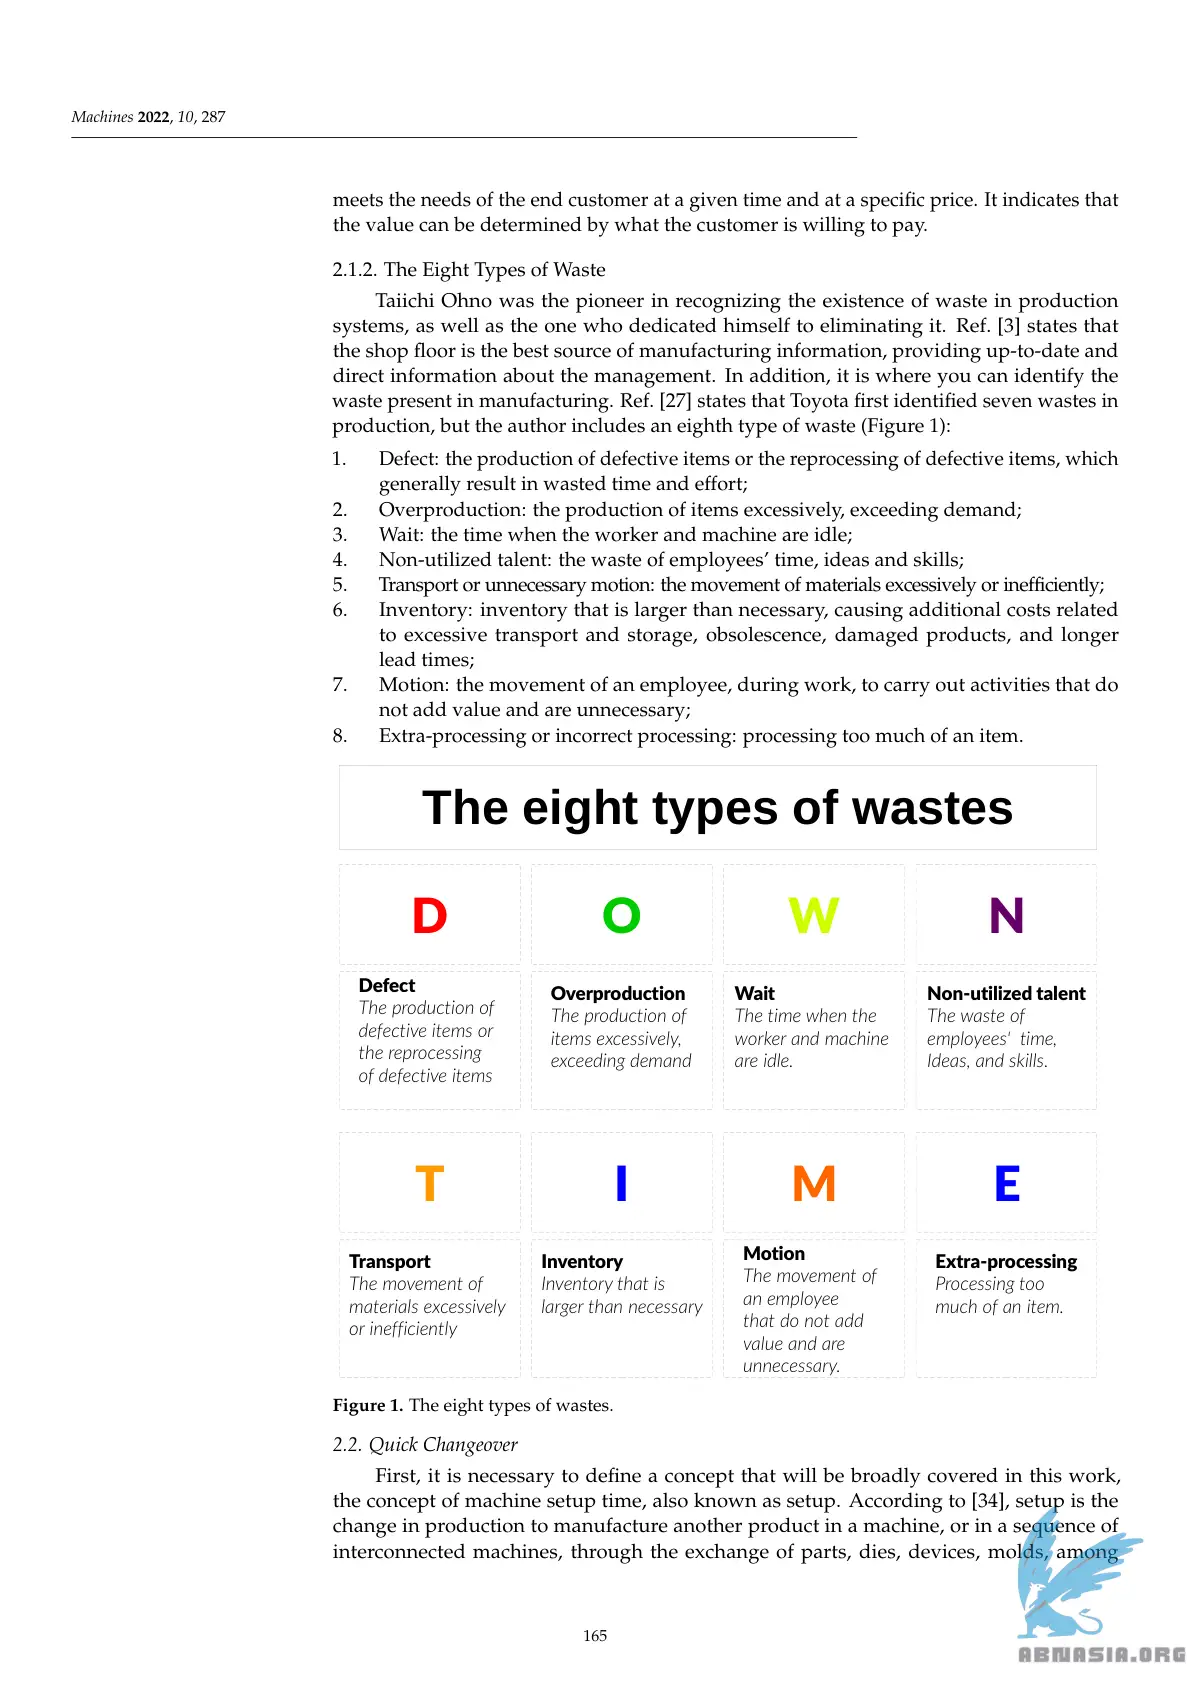 Machines 2022, 10, 287
meets the needs of the end customer at a given time and at a specific price. It indicates that
the value can be determined by what the customer is willing to pay.
2.1.2. The Eight Types of Waste
Taiichi Ohno was the pioneer in recognizing the existence of waste in production
systems, as well as the one who dedicated himself to eliminating it. Ref. [3] states that
the shop floor is the best source of manufacturing information, providing up-to-date and
direct information about the management. In addition, it is where you can identify the
waste present in manufacturing. Ref. [27] states that Toyota first identified seven wastes in
production, but the author includes an eighth type of waste (Figure 1):
1. Defect: the production of defective items or the reprocessing of defective items, which
generally result in wasted time and effort;
2. Overproduction: the production of items excessively, exceeding demand;
3. Wait: the time when the worker and machine are idle;
4. Non-utilized talent: the waste of employees’ time, ideas and skills;
5. Transport or unnecessary motion: the movement of materials excessively or inefficiently;
6. Inventory: inventory that is larger than necessary, causing additional costs related
to excessive transport and storage, obsolescence, damaged products, and longer
lead times;
7. Motion: the movement of an employee, during work, to carry out activities that do
not add value and are unnecessary;
8. Extra-processing or incorrect processing: processing too much of an item.
The eight types of wastes
D
O
W
N
Defect
The production of
defective items or
the reprocessing
of defective items
Overproduction
The production of
items excessively,
exceeding demand
Wait
The time when the
worker and machine
are idle.
Non-utilized talent
The waste of
employees' time,
Ideas, and skills.
T
I
M
E
Transport
The movement of
materials excessively
or inefficiently
Inventory
Inventory that is
larger than necessary
Motion
The movement of
an employee
that do not add
value and are
unnecessary.
Extra-processing
Processing too
much of an item.
Figure 1. The eight types of wastes.
2.2. Quick Changeover
First, it is necessary to define a concept that will be broadly covered in this work,
the concept of machine setup time, also known as setup. According to [34], setup is the
change in production to manufacture another product in a machine, or in a sequence of
interconnected machines, through the exchange of parts, dies, devices, molds, among
165
ABNASIA.ORG